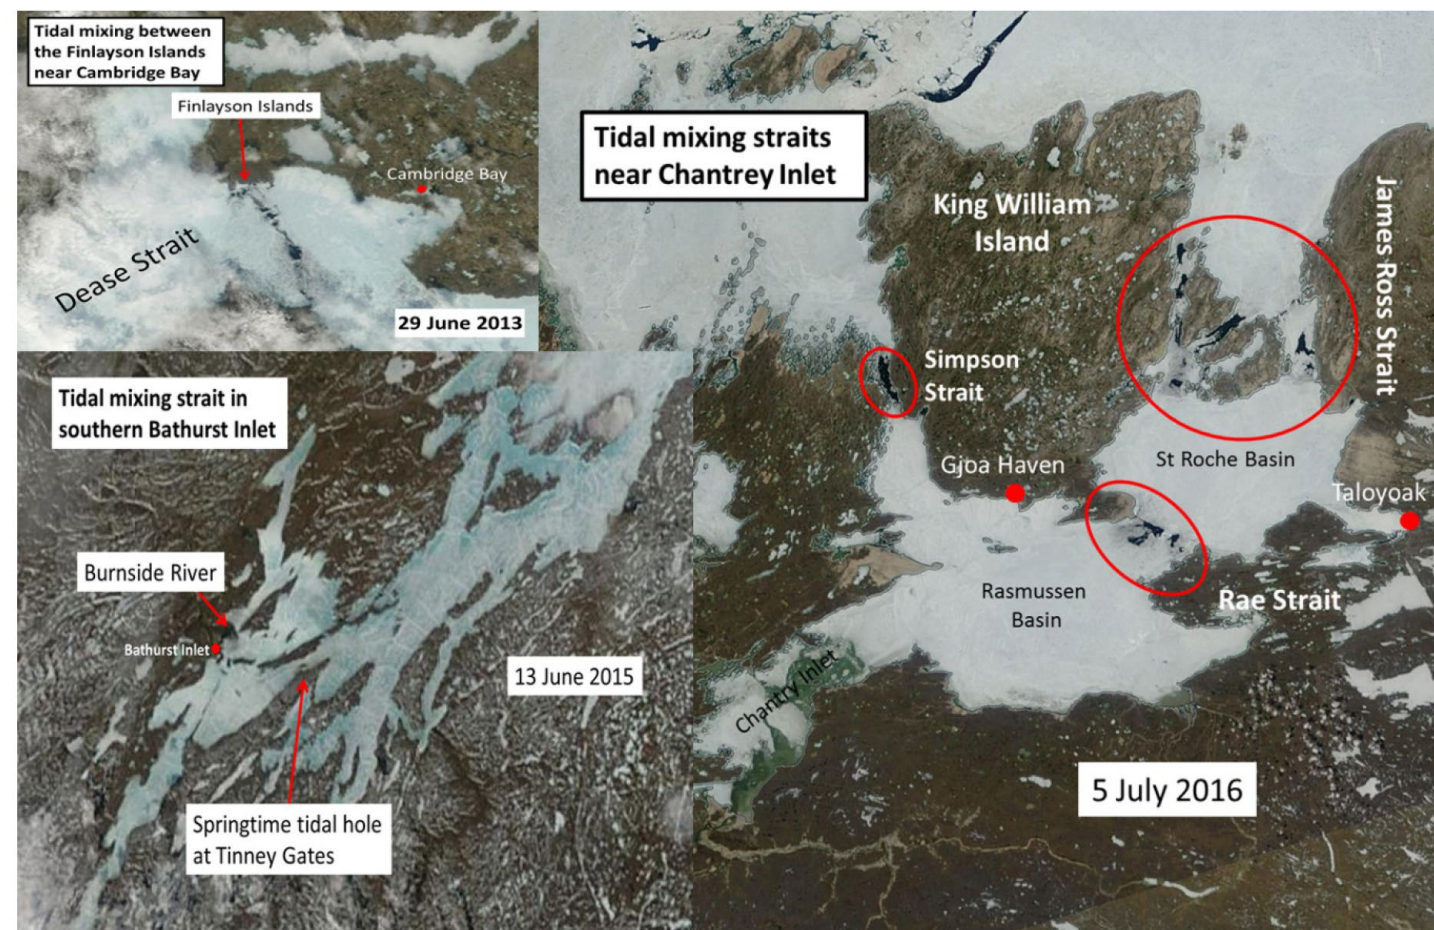 Tidal mixing between
the Finlayson Islands
near Cambridge Bay
Finlayson Islands
Cambridge Bay
Dease Strait
29 June 2013
Tidal mixing strait in
southern Bathurst Inlet
Burnside River
Bathurst Inlet
13 June 2015
Springtime tidal hole
at Tinney Gates
Tidal mixing straits
near Chantrey Inlet
King William
Island
James Ross Strait
Simpson
Strait
St Roche Basin
Gjoa Haven
Taloyoak
Rasmussen
Basin
Rae Strait
Chantry Inlet
5 July 2016